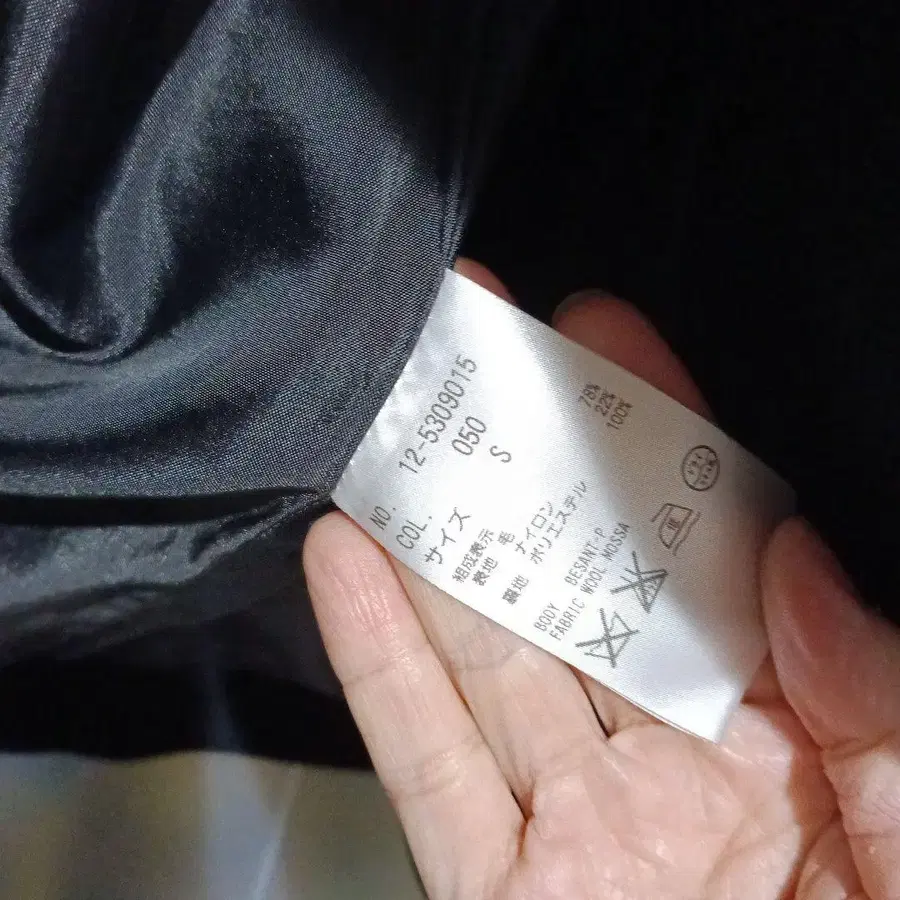 NO. 12-5309015
COL. 050
サイズ S
組成表示
表地 毛 78%
ナイロン 22%
裏地 ポリエステル 100%
BODY BESANT-P
FABRIC WOOL MOSSA